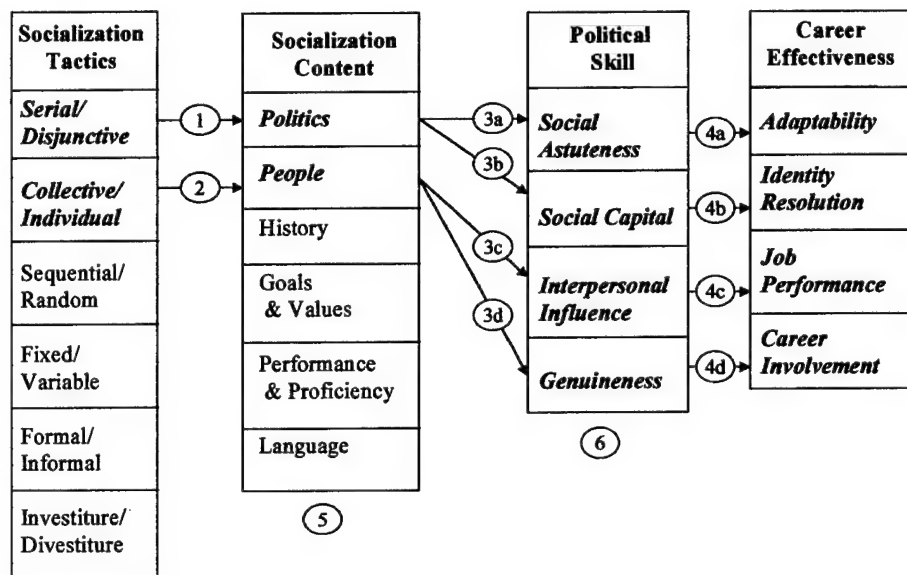 Socialization
Tactics
Serial/
Disjunctive
Collective/
Individual
Sequential/
Random
Fixed/
Variable
Formal/
Informal
Investiture/
Divestiture
1
2
Socialization
Content
Politics
People
History
Goals
& Values
Performance
& Proficiency
Language
5
3a
3b
3c
3d
Political
Skill
Social
Astuteness
Social Capital
Interpersonal
Influence
Genuineness
6
4a
4b
4c
4d
Career
Effectiveness
Adaptability
Identity
Resolution
Job
Performance
Career
Involvement